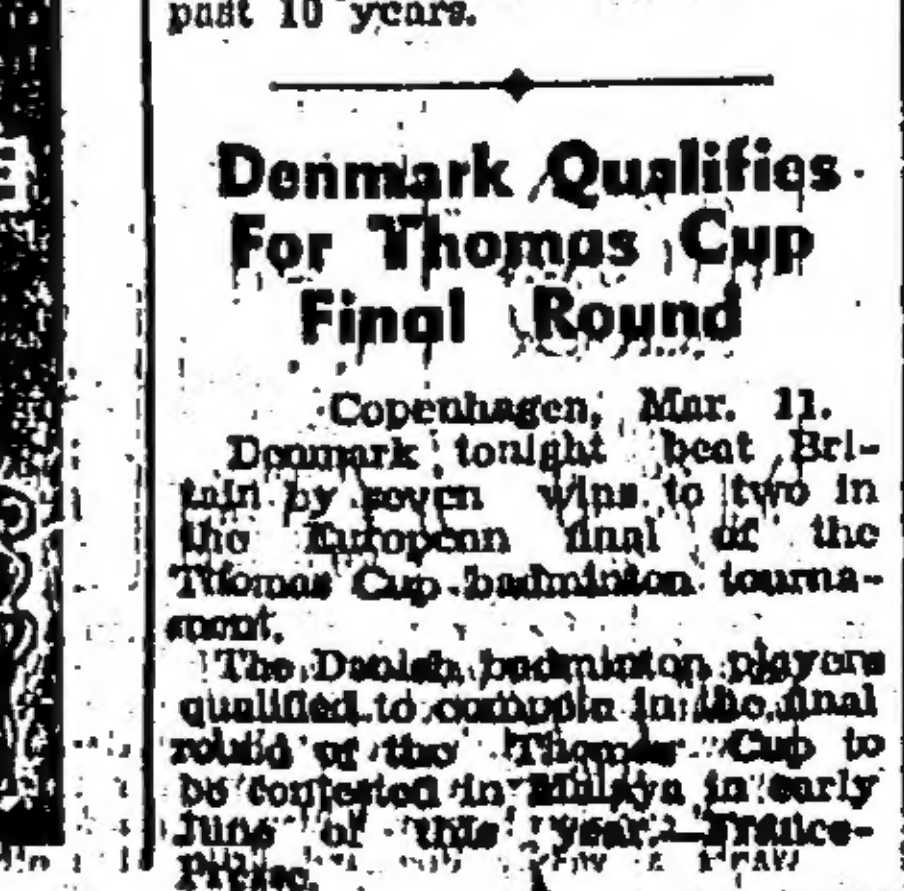 past 10 years.
Denmark Qualifies
For Thomas Cup
Final Round
Copenhagen, Mar. 11.
Denmark tonight beat Bri-
tain by seven wins to two in
the European final of the
Thomas Cup badminton tourna-
ment.
The Danish badminton players
qualified to compete in the final
round of the Thomas Cup to
be contested in Malaya in early
June of this year.—France-
Presse.